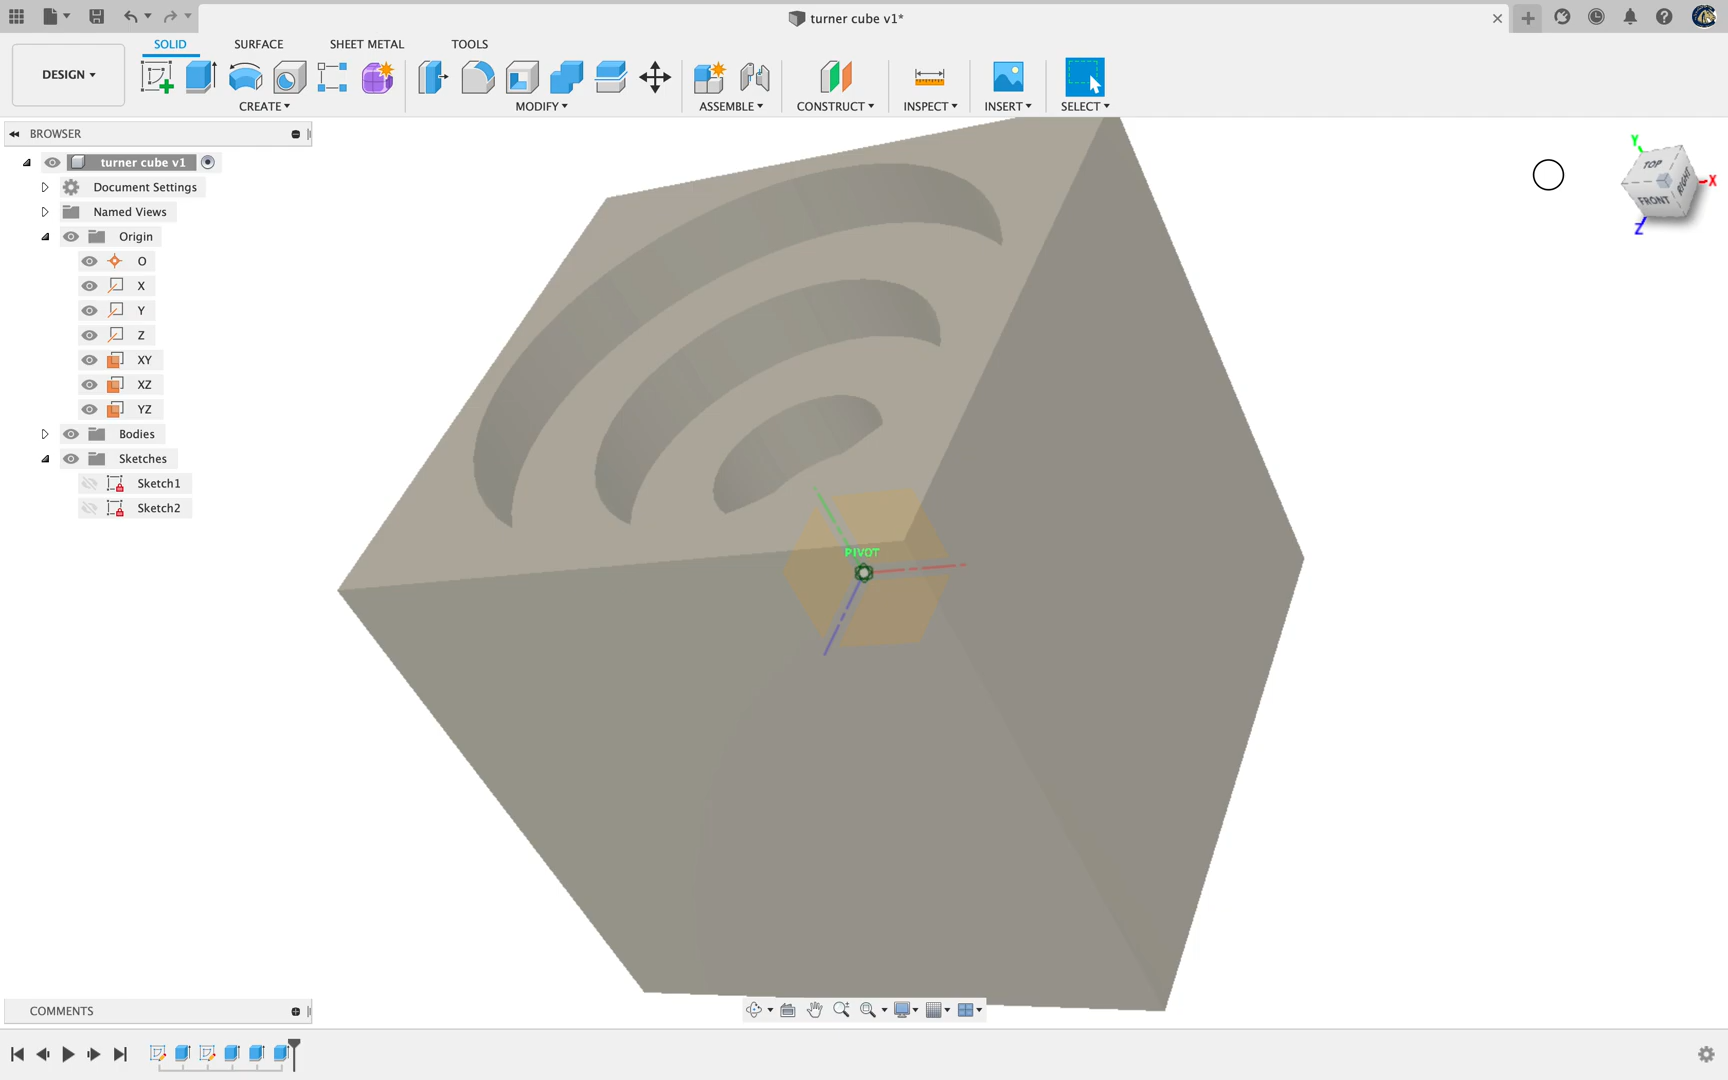 turner cube v1*
SOLID
SURFACE
SHEET METAL
TOOLS
DESIGN
CREATE
MODIFY
ASSEMBLE
CONSTRUCT
INSPECT
INSERT
SELECT
BROWSER
turner cube v1
Document Settings
Named Views
Origin
O
X
Y
Z
XY
XZ
YZ
Bodies
Sketches
Sketch1
Sketch2
Y
TOP
FRONT
RIGHT
X
Z
PIVOT
COMMENTS